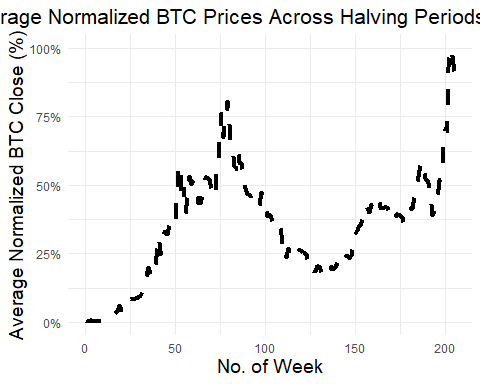 rage Normalized BTC Prices Across Halving Periods
Average Normalized BTC Close (%)
100%
75%
50%
25%
0%
0 50 100 150 200
No. of Week